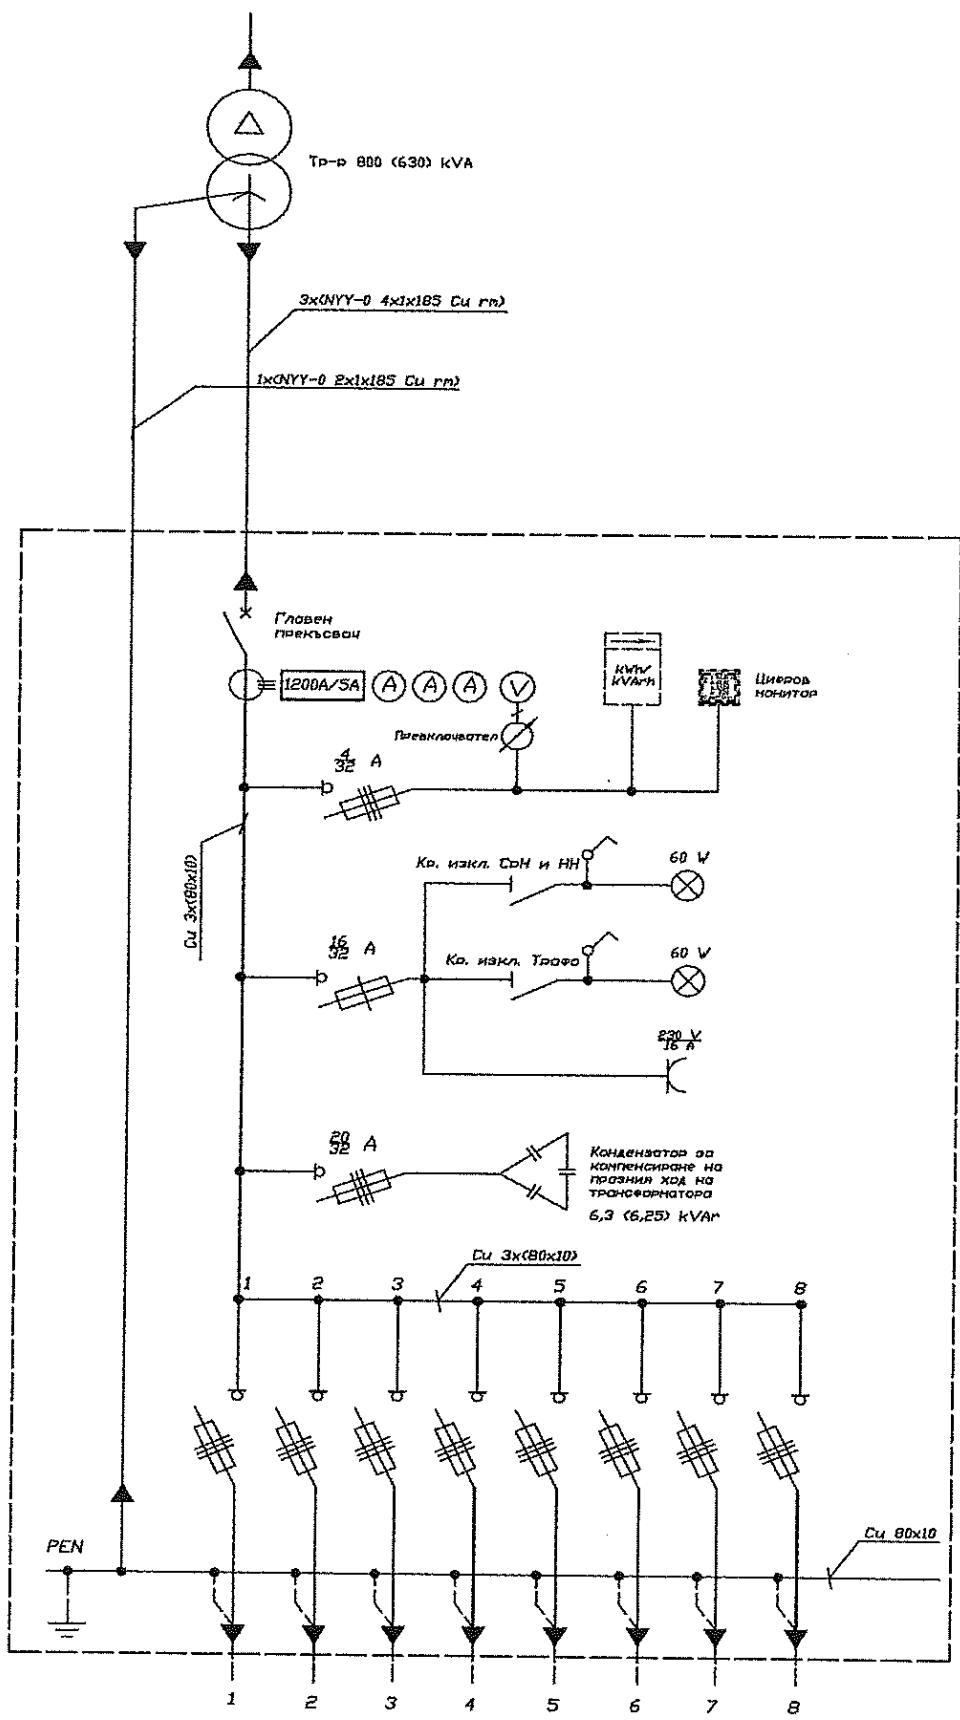 Тр-р 800 (630) kVA
3x(NYY-0 4x1x185 Cu rm)
1x(NYY-0 2x1x185 Cu rm)
Главен
прекъсвач
1200A/5A
A
A
A
V
kWh/
kVArh
Цифров
монитор
Превключвател
4
32 A
Cu 3x(80x10)
Кр. изкл. СрН и НН
60 W
16
32 A
Кр. изкл. Трафо
60 W
230 V
16 A
20
32 A
Кондензатор за
компенсиране на
празния ход на
трансформатора
6,3 (6,25) kVAr
Cu 3x(80x10)
1 2 3 4 5 6 7 8
PEN
Cu 80x10
1 2 3 4 5 6 7 8